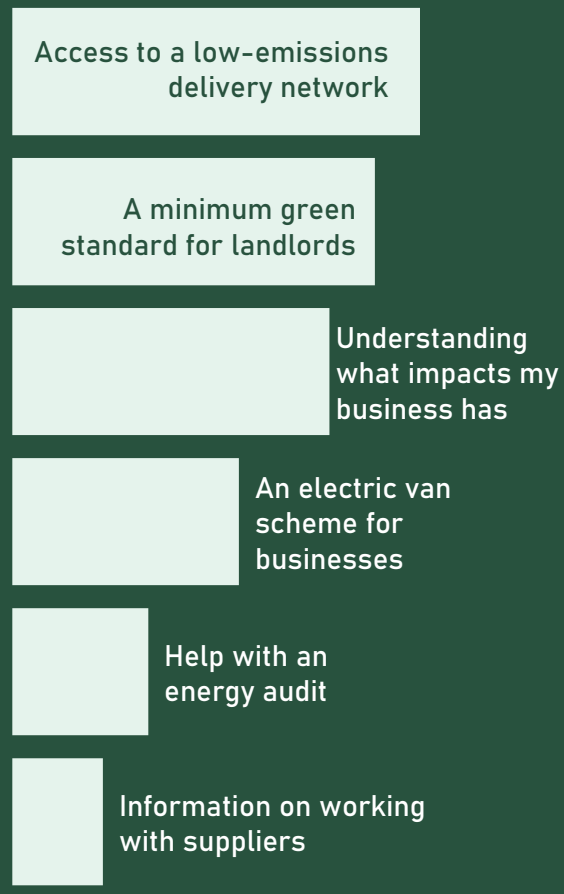 Access to a low-emissions
delivery network
A minimum green
standard for landlords
Understanding
what impacts my
business has
An electric van
scheme for
businesses
Help with an
energy audit
Information on working
with suppliers